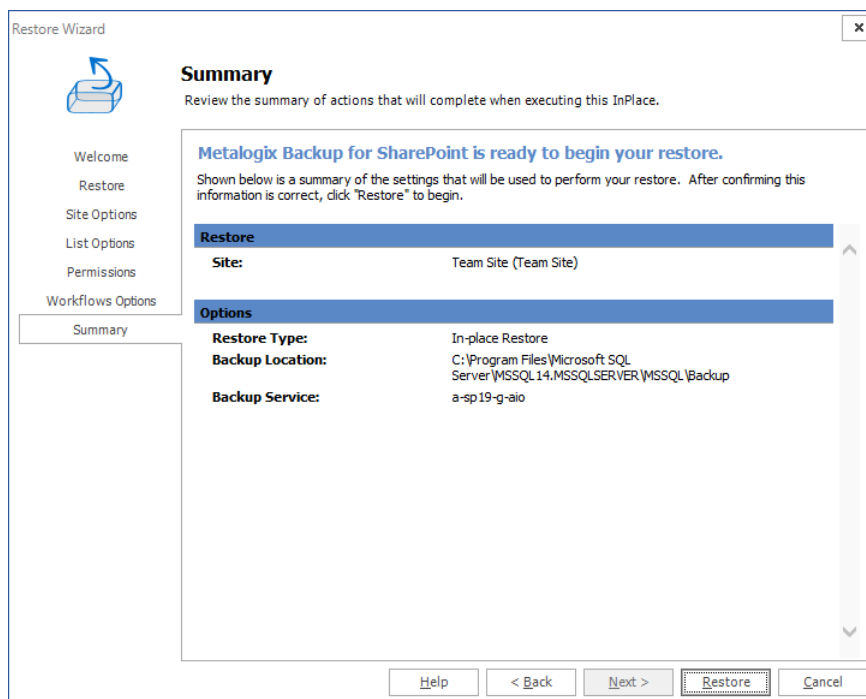 Restore Wizard
Summary
Review the summary of actions that will complete when executing this InPlace.
Welcome
Restore
Site Options
List Options
Permissions
Workflows Options
Summary
Metalogix Backup for SharePoint is ready to begin your restore.
Shown below is a summary of the settings that will be used to perform your restore. After confirming this
information is correct, click "Restore" to begin.
Restore
Site: Team Site (Team Site)
Options
Restore Type: In-place Restore
Backup Location: C:\Program Files\Microsoft SQL
Server\MSSQL14.MSSQLSERVER\MSSQL\Backup
Backup Service: a-sp19-g-aio
Help < Back Next > Restore Cancel